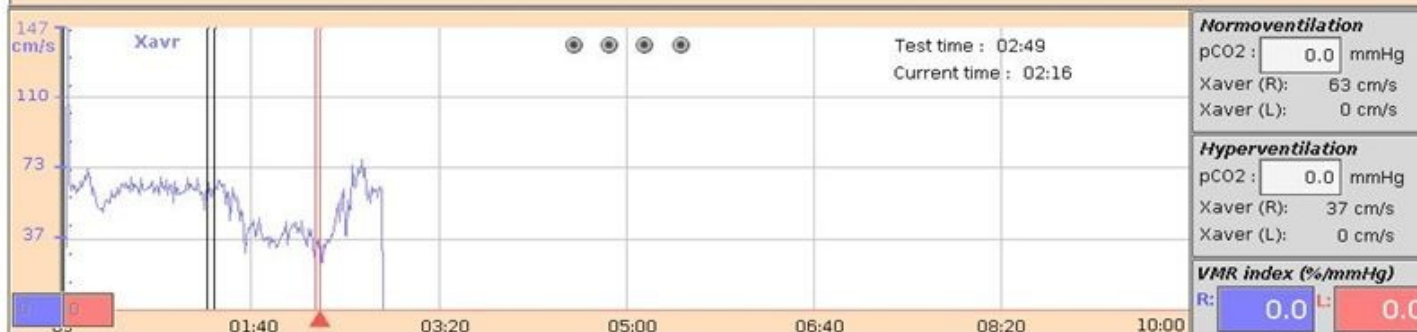 147
cm/s
Xavr
110
73
37
0
01:40
03:20
05:00
06:40
08:20
10:00
Test time : 02:49
Current time : 02:16
Normoventilation
pCO2 : 0.0 mmHg
Xaver (R): 63 cm/s
Xaver (L): 0 cm/s
Hyperventilation
pCO2 : 0.0 mmHg
Xaver (R): 37 cm/s
Xaver (L): 0 cm/s
VMR index (%/mmHg)
R: 0.0 L: